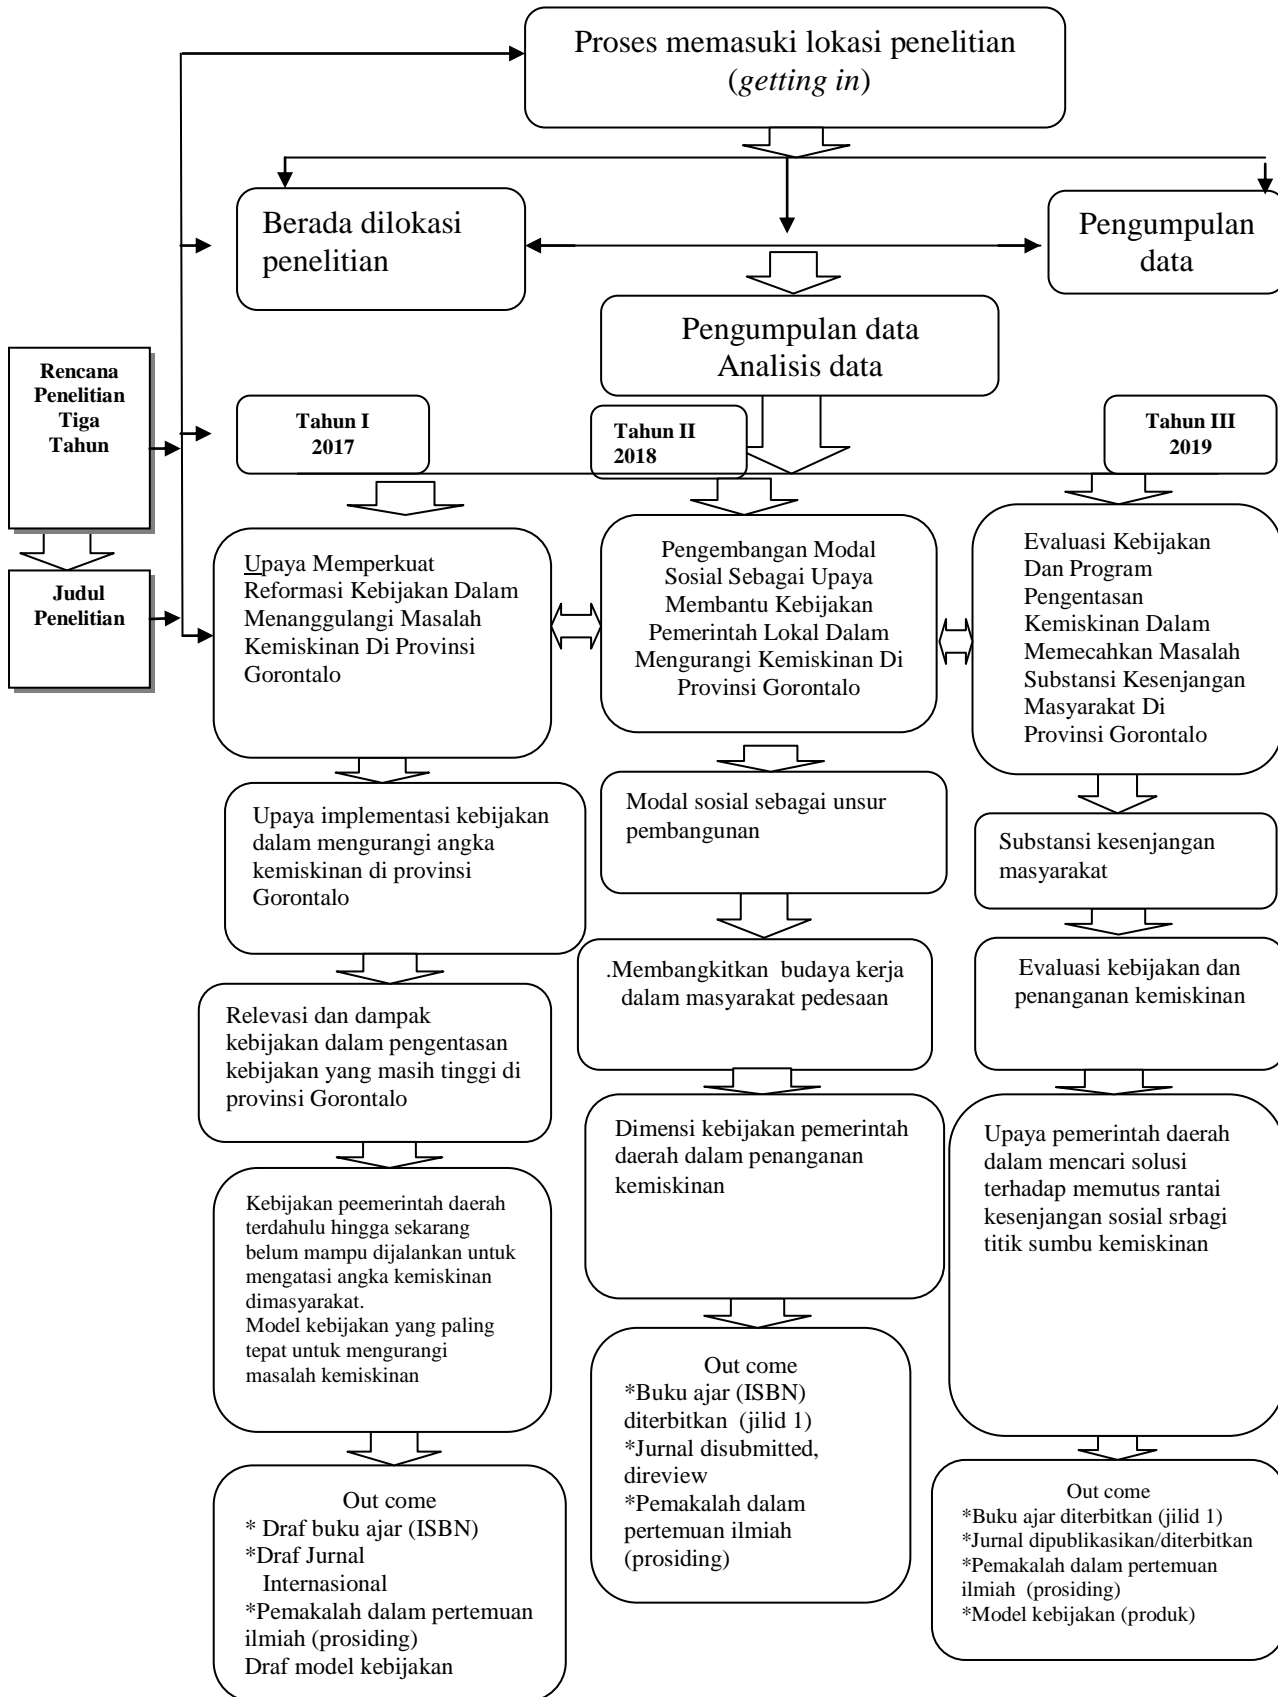 Proses memasuki lokasi penelitian
(getting in)
Berada dilokasi
penelitian
Pengumpulan
data
Pengumpulan data
Analisis data
Rencana
Penelitian
Tiga
Tahun
Tahun I
2017
Tahun II
2018
Tahun III
2019
Judul
Penelitian
Upaya Memperkuat
Reformasi Kebijakan Dalam
Menanggulangi Masalah
Kemiskinan Di Provinsi
Gorontalo
Pengembangan Modal
Sosial Sebagai Upaya
Membantu Kebijakan
Pemerintah Lokal Dalam
Mengurangi Kemiskinan Di
Provinsi Gorontalo
Evaluasi Kebijakan
Dan Program
Pengentasan
Kemiskinan Dalam
Memecahkan Masalah
Substansi Kesenjangan
Masyarakat Di
Provinsi Gorontalo
Upaya implementasi kebijakan
dalam mengurangi angka
kemiskinan di provinsi
Gorontalo
Modal sosial sebagai unsur
pembangunan
Substansi kesenjangan
masyarakat
Relevasi dan dampak
kebijakan dalam pengentasan
kebijakan yang masih tinggi di
provinsi Gorontalo
.Membangkitkan  budaya kerja
dalam masyarakat pedesaan
Evaluasi kebijakan dan
penanganan kemiskinan
Kebijakan peemerintah daerah
terdahulu hingga sekarang
belum mampu dijalankan untuk
mengatasi angka kemiskinan
dimasyarakat.
Model kebijakan yang paling
tepat untuk mengurangi
masalah kemiskinan
Dimensi kebijakan pemerintah
daerah dalam penanganan
kemiskinan
Upaya pemerintah daerah
dalam mencari solusi
terhadap memutus rantai
kesenjangan sosial srbagi
titik sumbu kemiskinan
Out come
* Draf buku ajar (ISBN)
*Draf Jurnal
Internasional
*Pemakalah dalam pertemuan
ilmiah (prosiding)
Draf model kebijakan
Out come
*Buku ajar (ISBN)
diterbitkan  (jilid 1)
*Jurnal disubmitted,
direview
*Pemakalah dalam
pertemuan ilmiah
(prosiding)
Out come
*Buku ajar diterbitkan (jilid 1)
*Jurnal dipublikasikan/diterbitkan
*Pemakalah dalam pertemuan
ilmiah  (prosiding)
*Model kebijakan (produk)